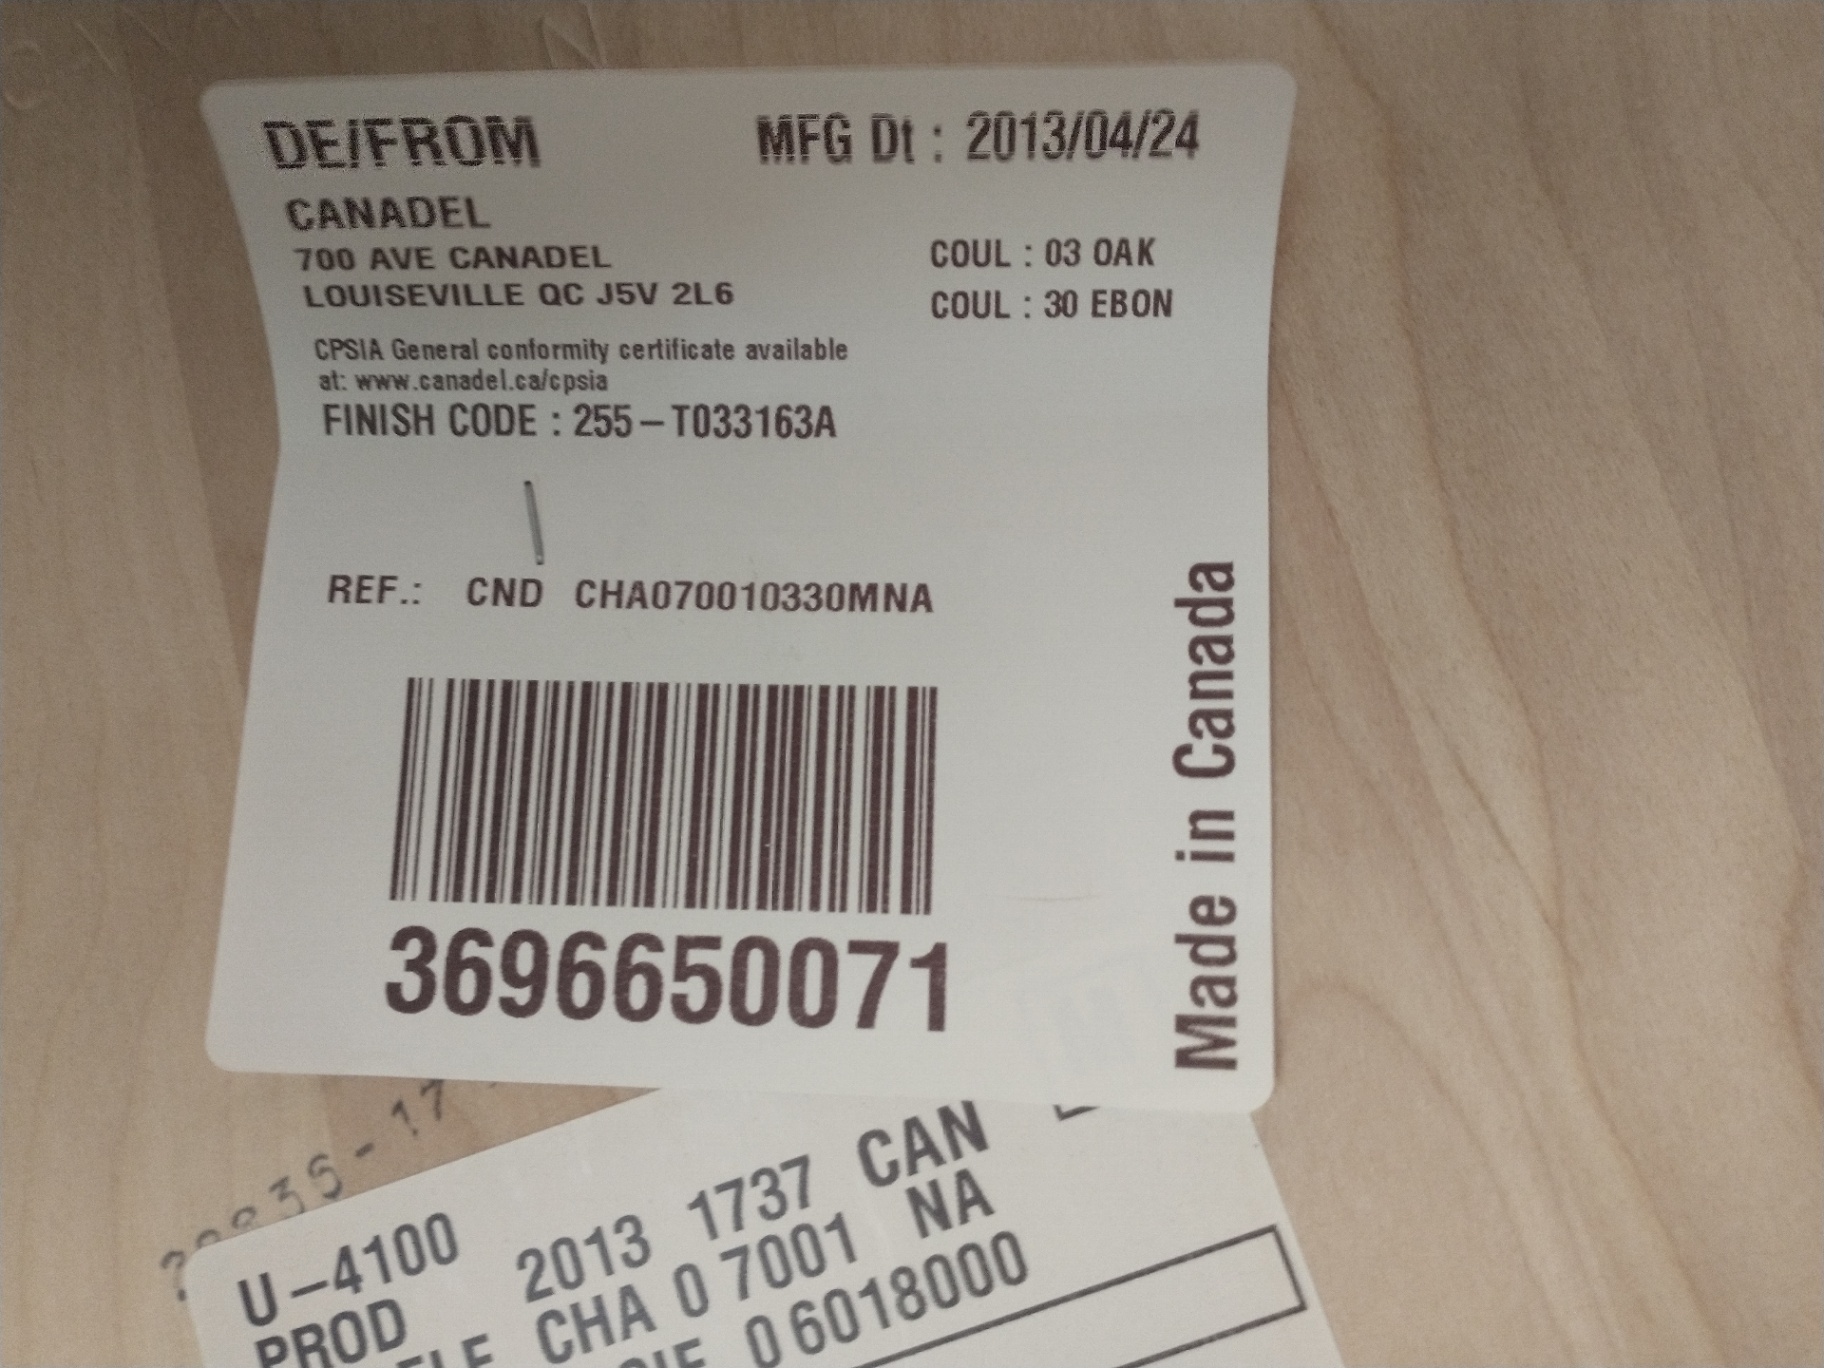 DE/FROM MFG Dt : 2013/04/24
CANADEL
700 AVE CANADEL COUL : 03 OAK
LOUISEVILLE QC J5V 2L6 COUL : 30 EBON
CPSIA General conformity certificate available
at: www.canadel.ca/cpsia
FINISH CODE : 255-T033163A
REF.: CND CHA070010330MNA
3696650071
Made in Canada
U-4100 2013 1737 CAN
PROD CHA 0 7001 NA
06018000